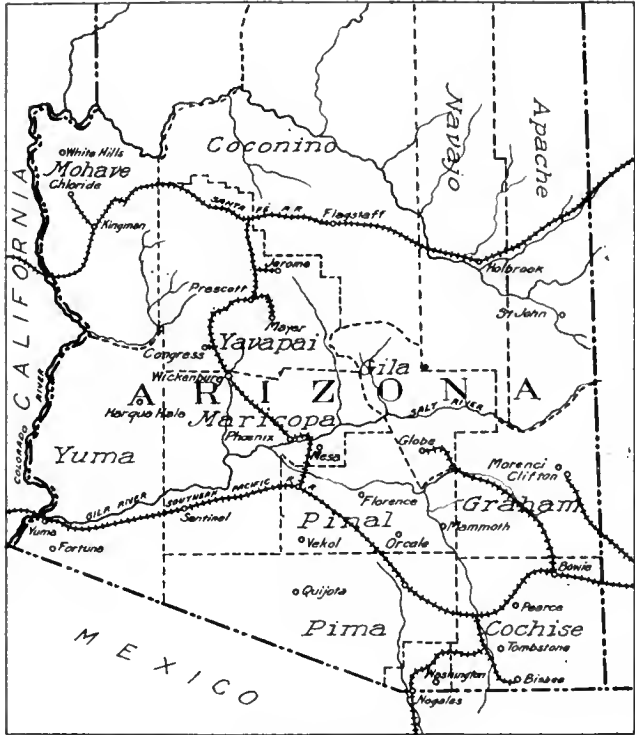 Navajo
Apache
Coconino
White Hills
Mohave
Chloride
CALIFORNIA
Kingman
SANTA FE R.R.
Flagstaff
Holbrook
Jerome
Prescott
St. John
Mayer
Congress
Yavapai
Gila
Wickenburg
ARIZONA
COLORADO RIVER
Harqua Hala
Maricopa
SALT RIVER
Phoenix
Mesa
Globe
Yuma
Morenci
Clifton
GILA RIVER
SOUTHERN PACIFIC R.R.
Florence
Graham
Sentinel
Pinal
Mammoth
Yuma
Fortuna
Vekol
Orcale
Bowie
Quijota
Pearce
Pima
Cochise
Tombstone
MEXICO
Washington
Bisbee
Nogales